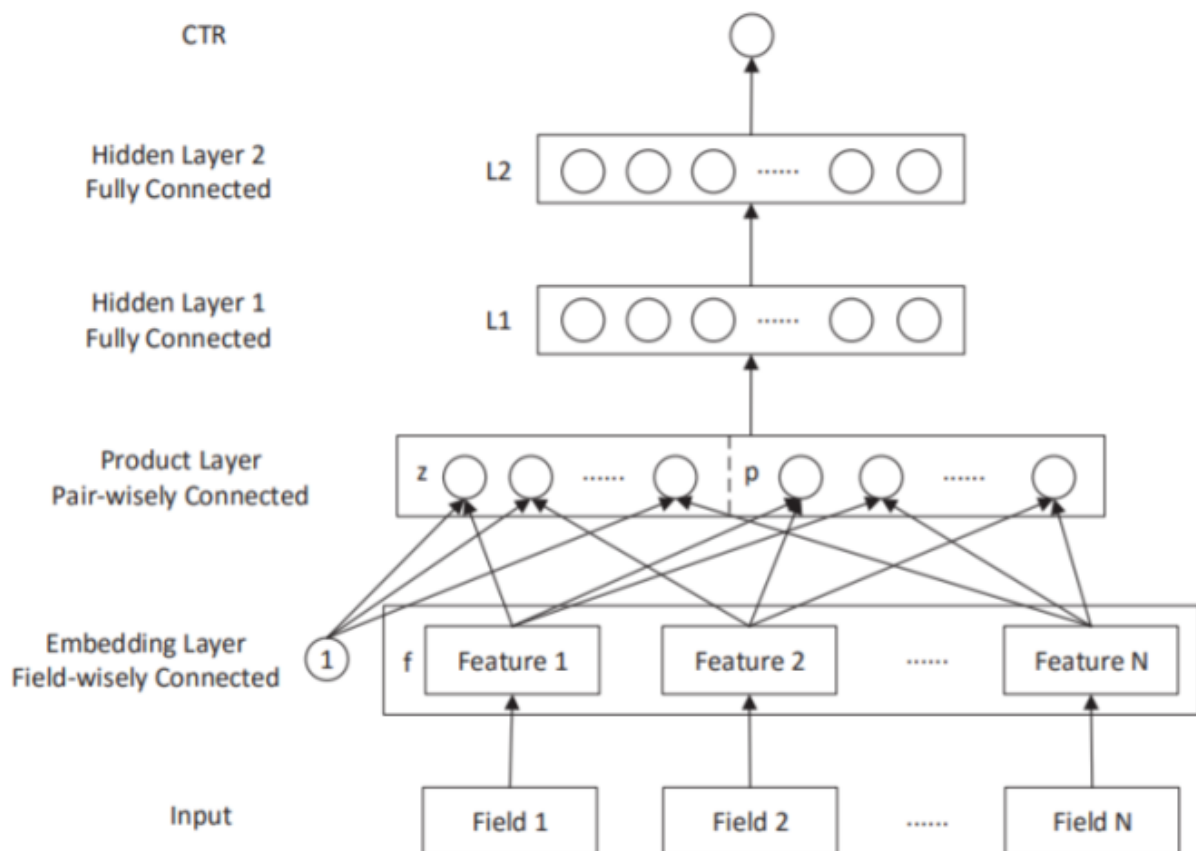 CTR
Hidden Layer 2
Fully Connected
L2
......
Hidden Layer 1
Fully Connected
L1
......
Product Layer
Pair-wisely Connected
z
......
p
......
Embedding Layer
Field-wisely Connected
1
f
Feature 1
Feature 2
......
Feature N
Input
Field 1
Field 2
......
Field N